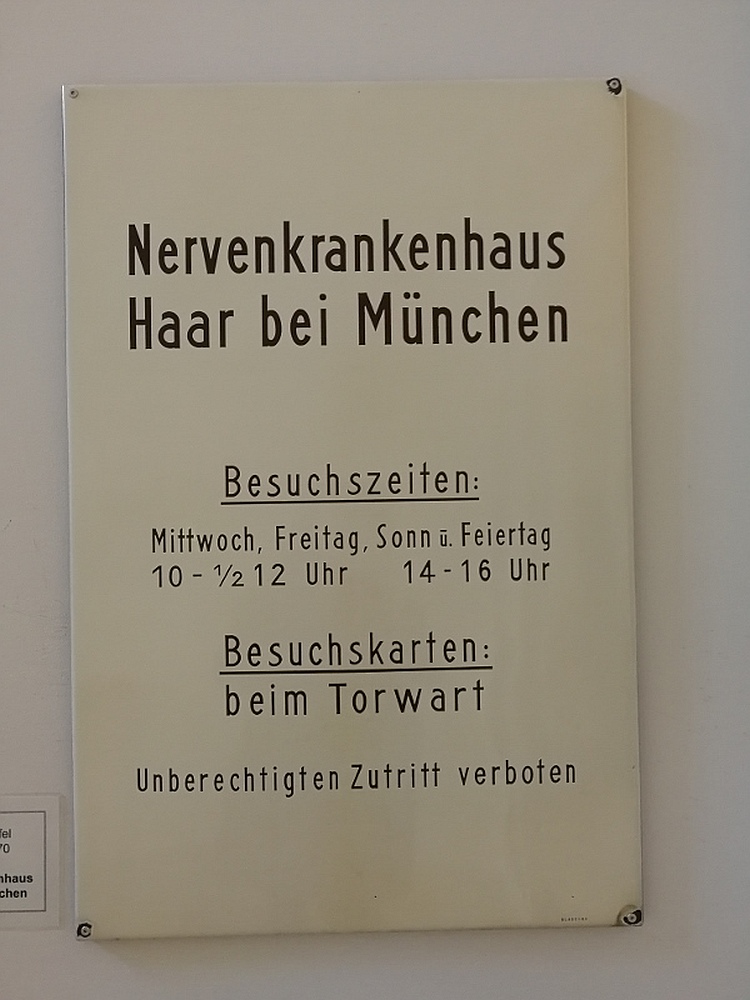 Nervenkrankenhaus
Haar bei München
Besuchszeiten:
Mittwoch, Freitag, Sonn ü. Feiertag
10 - ½ 12 Uhr 14 - 16 Uhr
Besuchskarten:
beim Torwart
Unberechtigten Zutritt verboten